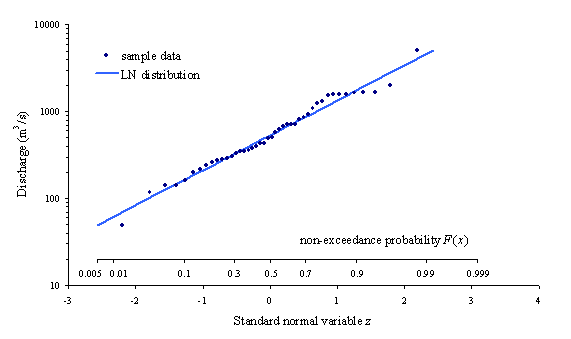 10000
sample data
LN distribution
1000
Discharge (m³/s)
100
non-exceedance probability F(x)
0.005 0.01 0.1 0.3 0.5 0.7 0.9 0.99 0.999
10
-3 -2 -1 0 1 2 3 4
Standard normal variable z